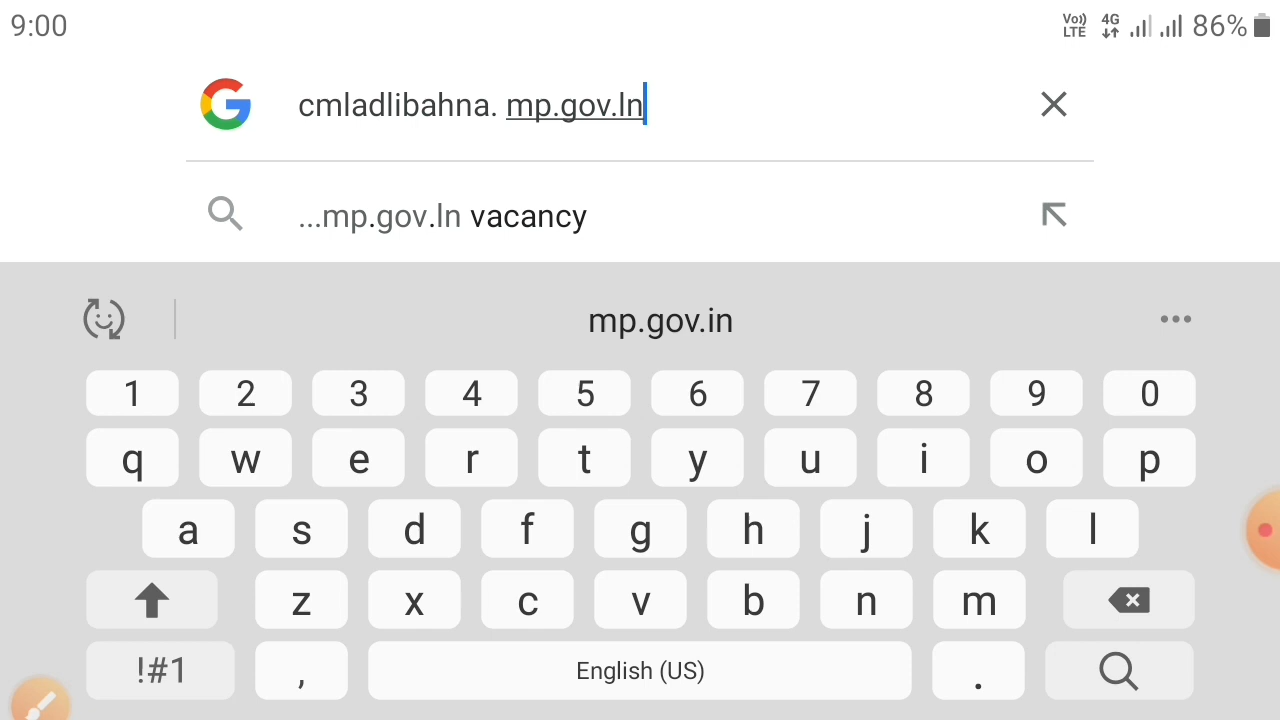 9:00 Vo)) LTE 4G 86%
cmladlibahna. mp.gov.ln
...mp.gov.ln vacancy
mp.gov.in
1 2 3 4 5 6 7 8 9 0
q w e r t y u i o p
a s d f g h j k l
z x c v b n m
!#1 , English (US) .